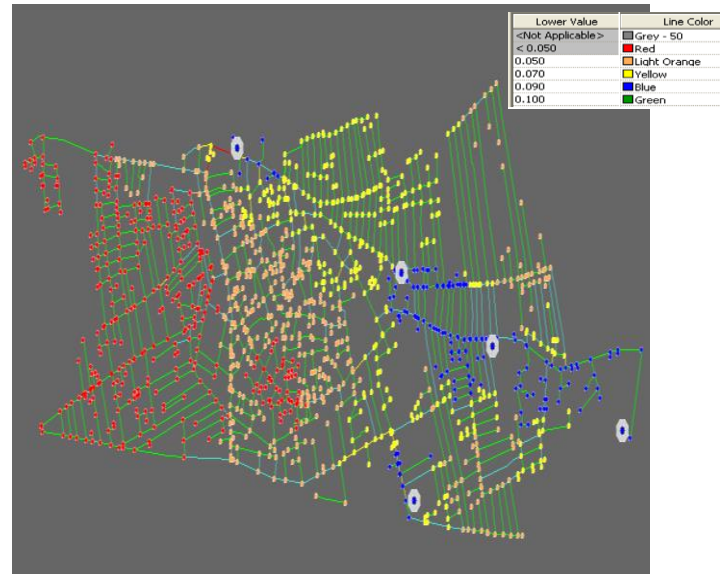 Lower Value Line Color
<Not Applicable> Grey - 50
< 0.050 Red
0.050 Light Orange
0.070 Yellow
0.090 Blue
0.100 Green